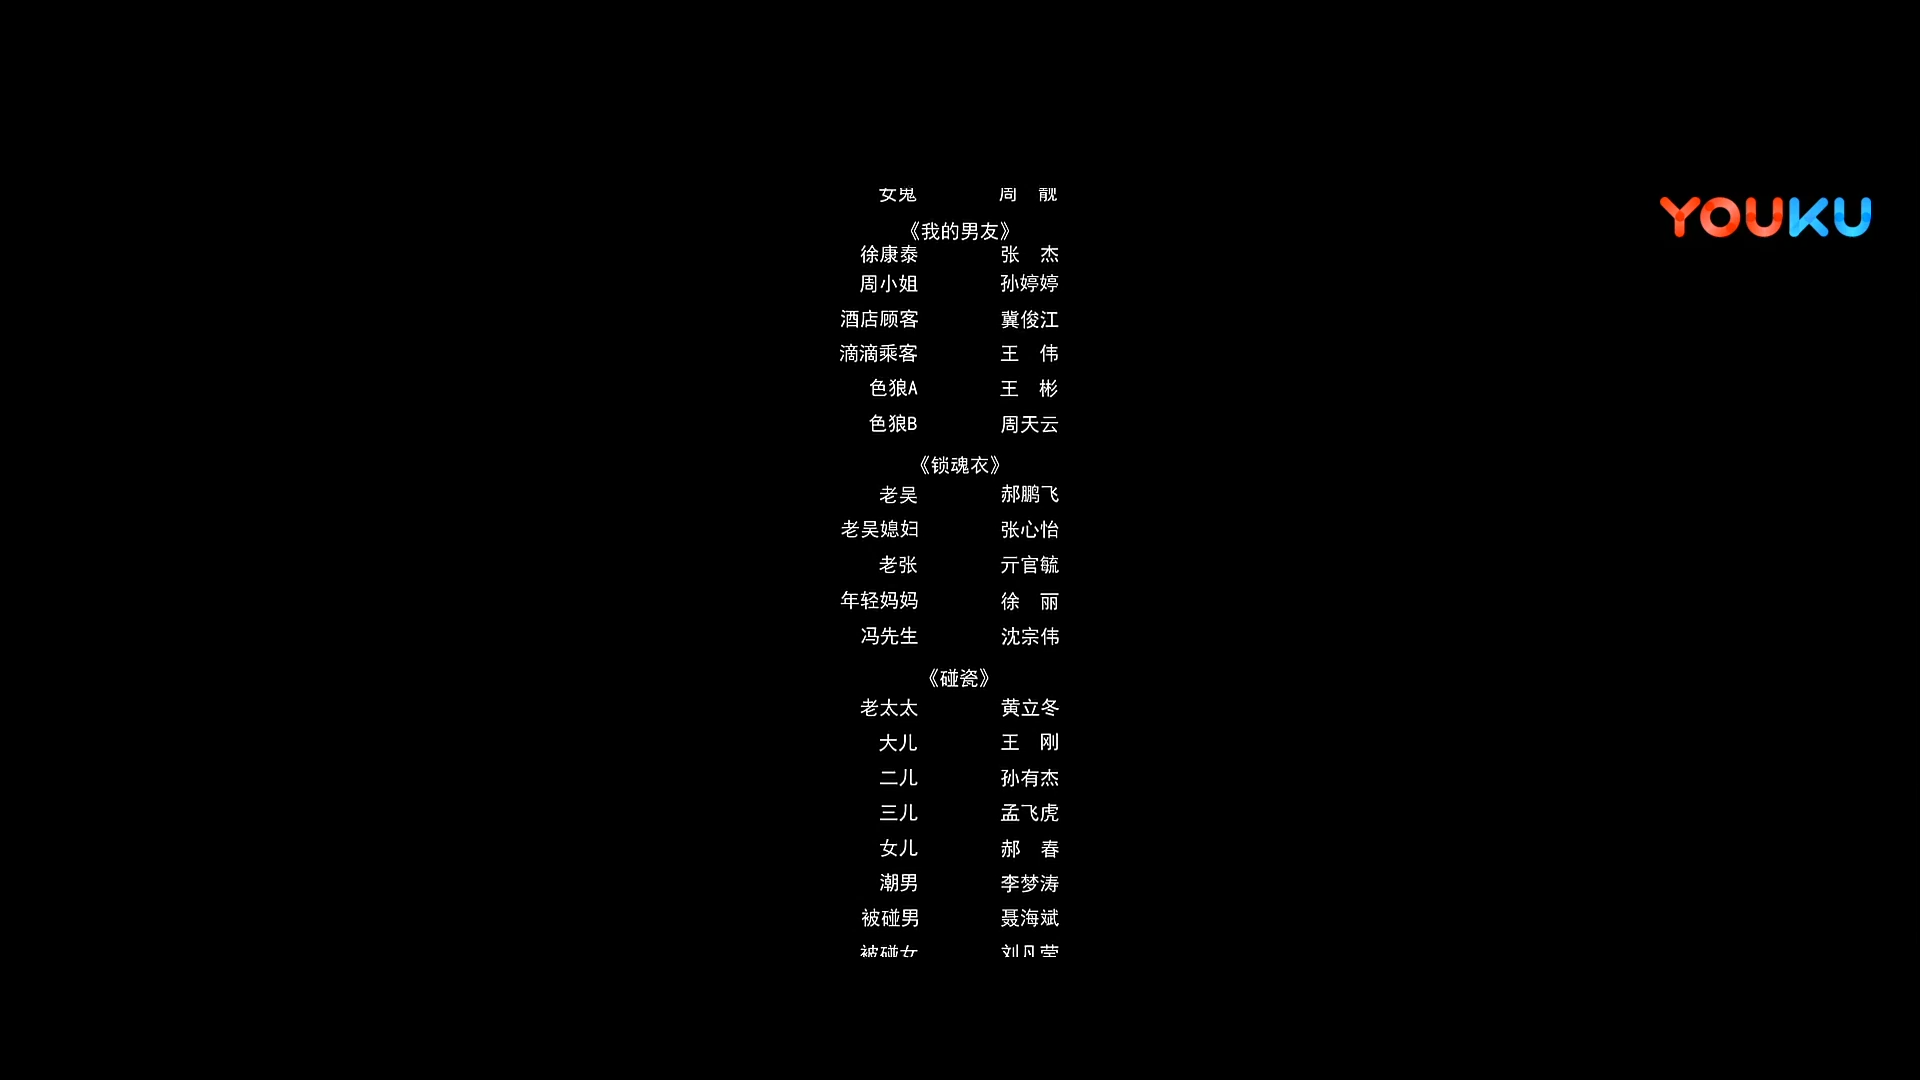 女鬼 周 靓
YOUKU
《我的男友》
徐康泰 张 杰
周小姐 孙婷婷
酒店顾客 冀俊江
滴滴乘客 王 伟
色狼A 王 彬
色狼B 周天云
《锁魂衣》
老吴 郝鹏飞
老吴媳妇 张心怡
老张 亓官毓
年轻妈妈 徐 丽
冯先生 沈宗伟
《碰瓷》
老太太 黄立冬
大儿 王 刚
二儿 孙有杰
三儿 孟飞虎
女儿 郝 春
潮男 李梦涛
被碰男 聂海斌
被碰女 刘丹